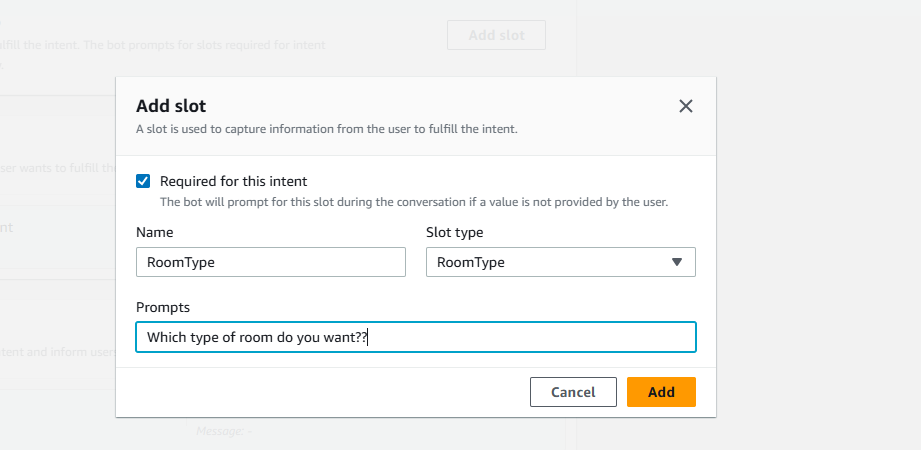 Add slot
ulfill the intent. The bot prompts for slots required for intent
Add slot
A slot is used to capture information from the user to fulfill the intent.
user wants to fulfill th
Required for this intent
The bot will prompt for this slot during the conversation if a value is not provided by the user.
nt
Name
Slot type
RoomType
RoomType
Prompts
Which type of room do you want??
tent and inform users
Cancel
Add
Message: -